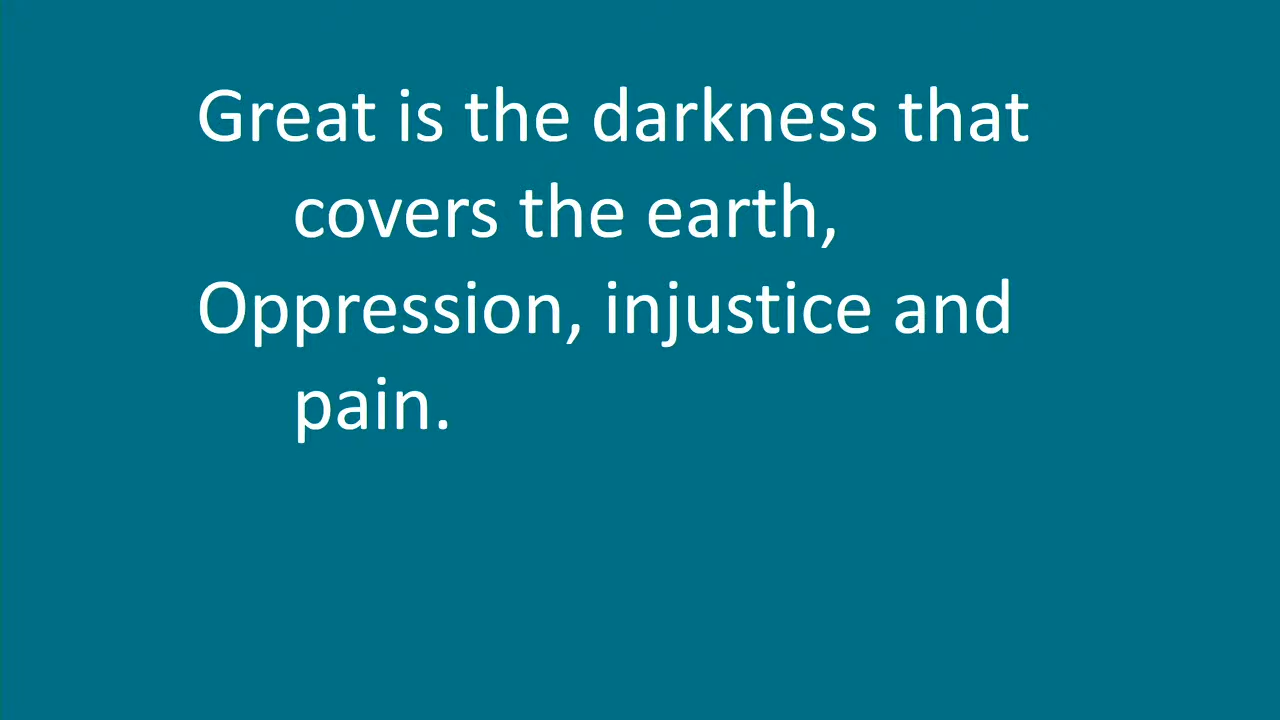 Great is the darkness that
covers the earth,
Oppression, injustice and
pain.